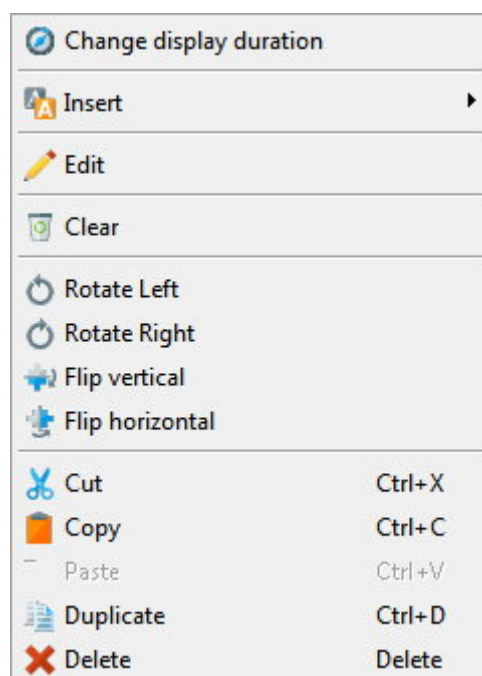 Change display duration
Insert
Edit
Clear
Rotate Left
Rotate Right
Flip vertical
Flip horizontal
Cut Ctrl+X
Copy Ctrl+C
Paste Ctrl+V
Duplicate Ctrl+D
Delete Delete